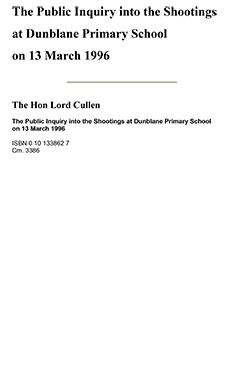 The Public Inquiry into the Shootings
at Dunblane Primary School
on 13 March 1996
The Hon Lord Cullen
The Public Inquiry into the Shootings at Dunblane Primary School
on 13 March 1996
ISBN 0 10 133862 7
Cm. 3386